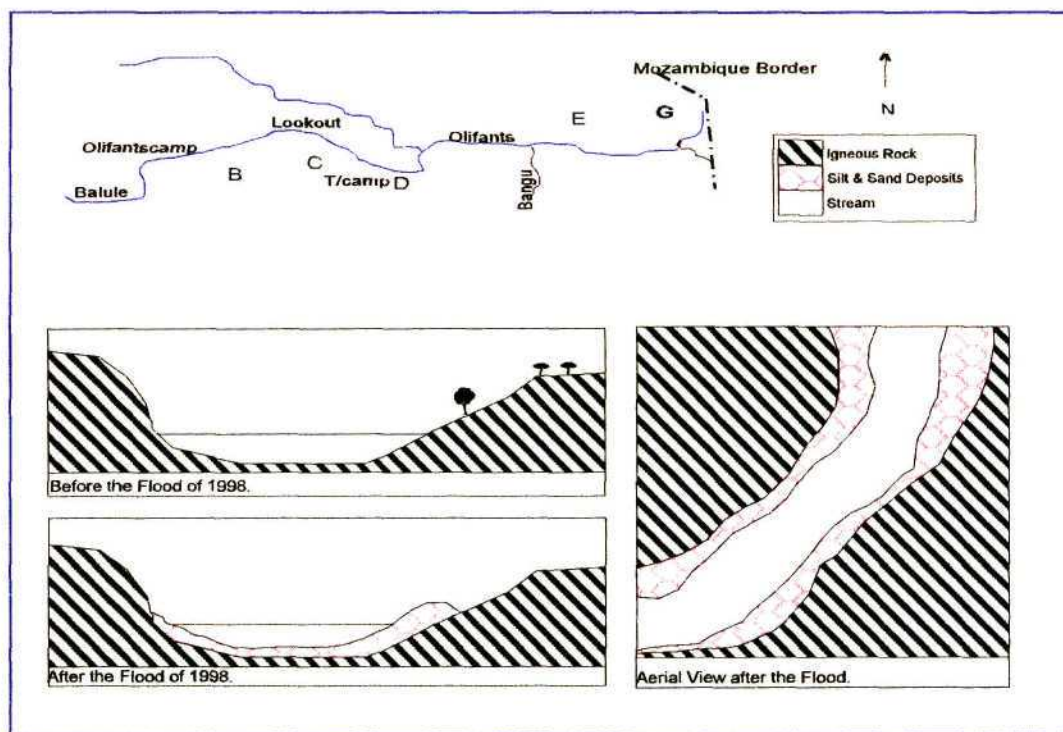 Mozambique Border
N
E
G
Lookout
Olifants
Olifantscamp
B
C
T/camp
D
Balule
Bangu
Igneous Rock
Silt & Sand Deposits
Stream
Before the Flood of 1998.
After the Flood of 1998.
Aerial View after the Flood.